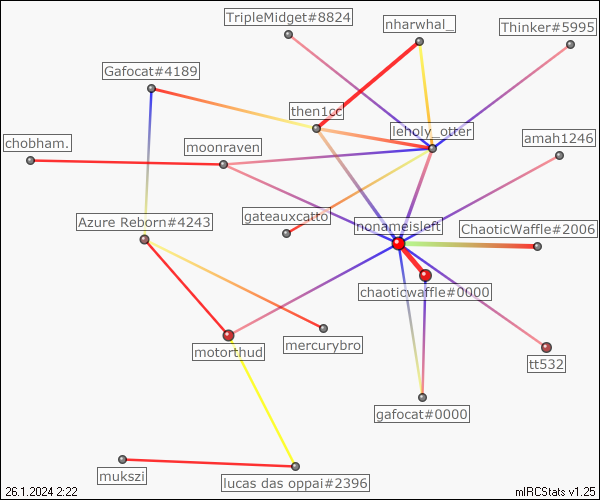 TripleMidget#8824
nharwhal_
Thinker#5995
Gafocat#4189
then1cc
leholy_otter
chobham.
moonraven
amah1246
Azure Reborn#4243
gateauxcatto
nonameisleft
ChaoticWaffle#2006
chaoticwaffle#0000
motorthud
mercurybro
tt532
gafocat#0000
mukszi
lucas das oppai#2396
26.1.2024 2:22
mIRCStats v1.25